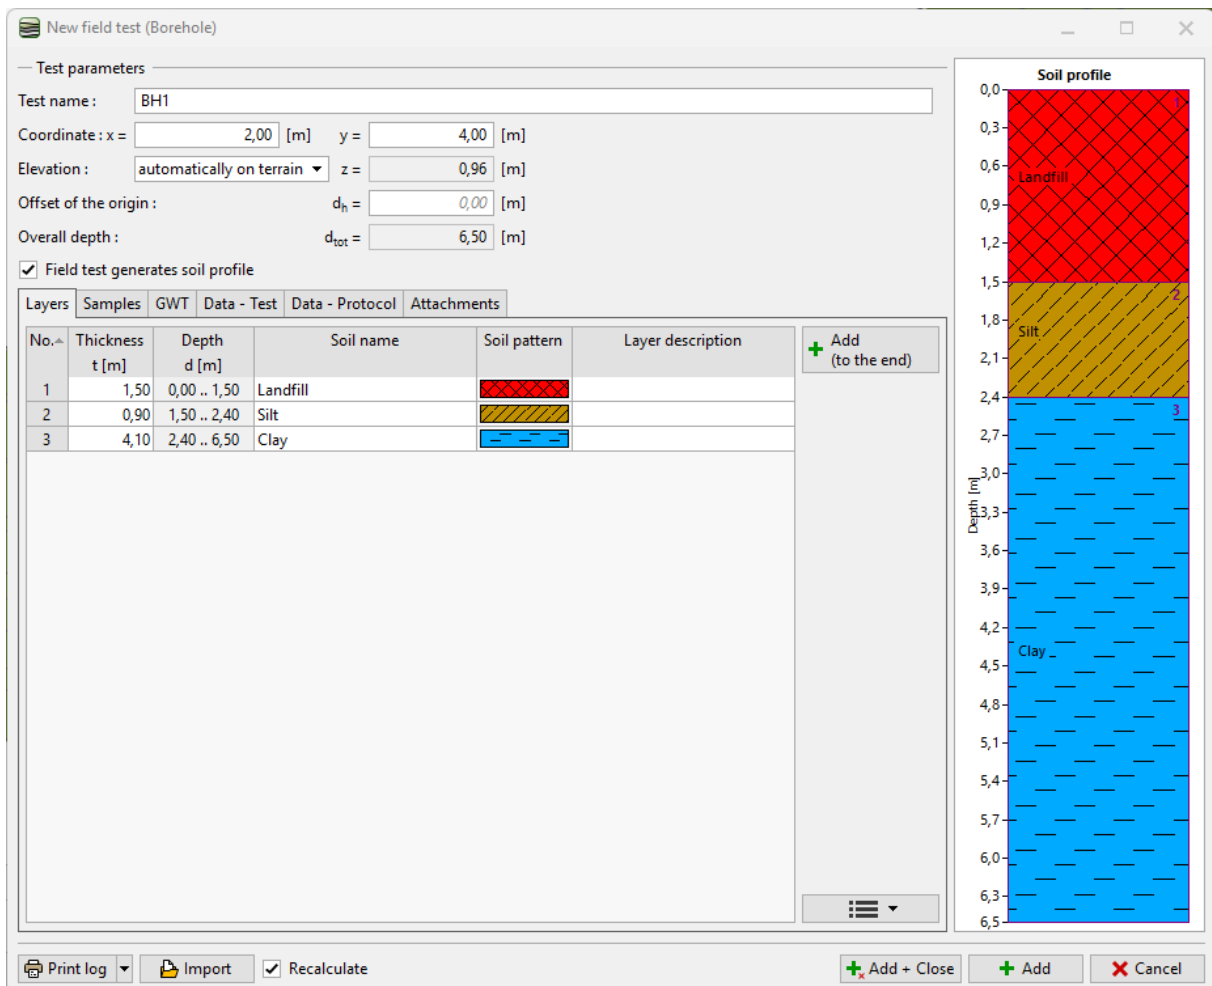 New field test (Borehole)
Test parameters
Test name : BH1
Coordinate : x = 2,00 [m] y = 4,00 [m]
Elevation : automatically on terrain z = 0,96 [m]
Offset of the origin : dh = 0,00 [m]
Overall depth : dtot = 6,50 [m]
Field test generates soil profile
Layers Samples GWT Data - Test Data - Protocol Attachments
No. Thickness Depth Soil name Soil pattern Layer description
t [m] d [m]
1 1,50 0,00 .. 1,50 Landfill
2 0,90 1,50 .. 2,40 Silt
3 4,10 2,40 .. 6,50 Clay
Add
(to the end)
Soil profile
0,0
1
0,3
0,6
Landfill
0,9
1,2
1,5
2
1,8
Silt
2,1
2,4
3
2,7
3,0
Depth [m]
3,3
3,6
3,9
4,2
Clay
4,5
4,8
5,1
5,4
5,7
6,0
6,3
6,5
Print log Import Recalculate Add + Close Add Cancel